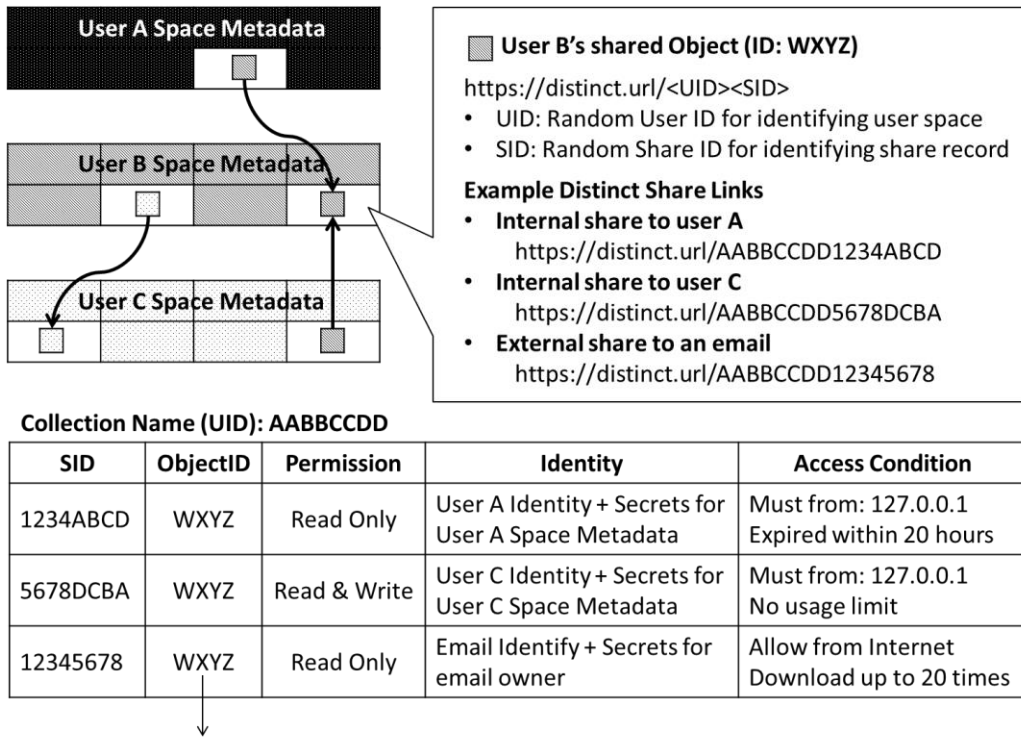 User A Space Metadata
User B Space Metadata
User C Space Metadata
User B's shared Object (ID: WXYZ)
https://distinct.url/<UID><SID>
• UID: Random User ID for identifying user space
• SID: Random Share ID for identifying share record
Example Distinct Share Links
• Internal share to user A
https://distinct.url/AABBCCDD1234ABCD
• Internal share to user C
https://distinct.url/AABBCCDD5678DCBA
• External share to an email
https://distinct.url/AABBCCDD12345678
Collection Name (UID): AABBCCDD
SID ObjectID Permission Identity Access Condition
1234ABCD WXYZ Read Only User A Identity + Secrets for User A Space Metadata Must from: 127.0.0.1 Expired within 20 hours
5678DCBA WXYZ Read & Write User C Identity + Secrets for User C Space Metadata Must from: 127.0.0.1 No usage limit
12345678 WXYZ Read Only Email Identify + Secrets for email owner Allow from Internet Download up to 20 times